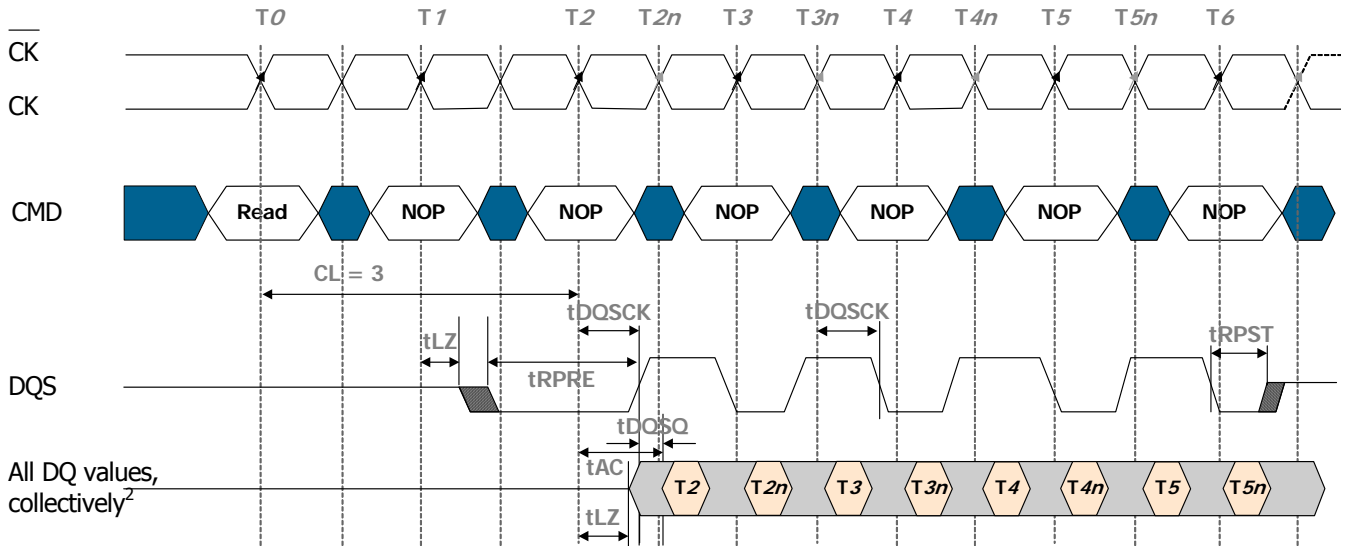 T0 T1 T2 T2n T3 T3n T4 T4n T5 T5n T6
CK
CK
CMD Read NOP NOP NOP NOP NOP NOP
CL = 3
tDQSCK tDQSCK
tLZ tRPST
tRPRE
DQS
tDQSQ
tAC
All DQ values,
collectively2
T2 T2n T3 T3n T4 T4n T5 T5n
tLZ